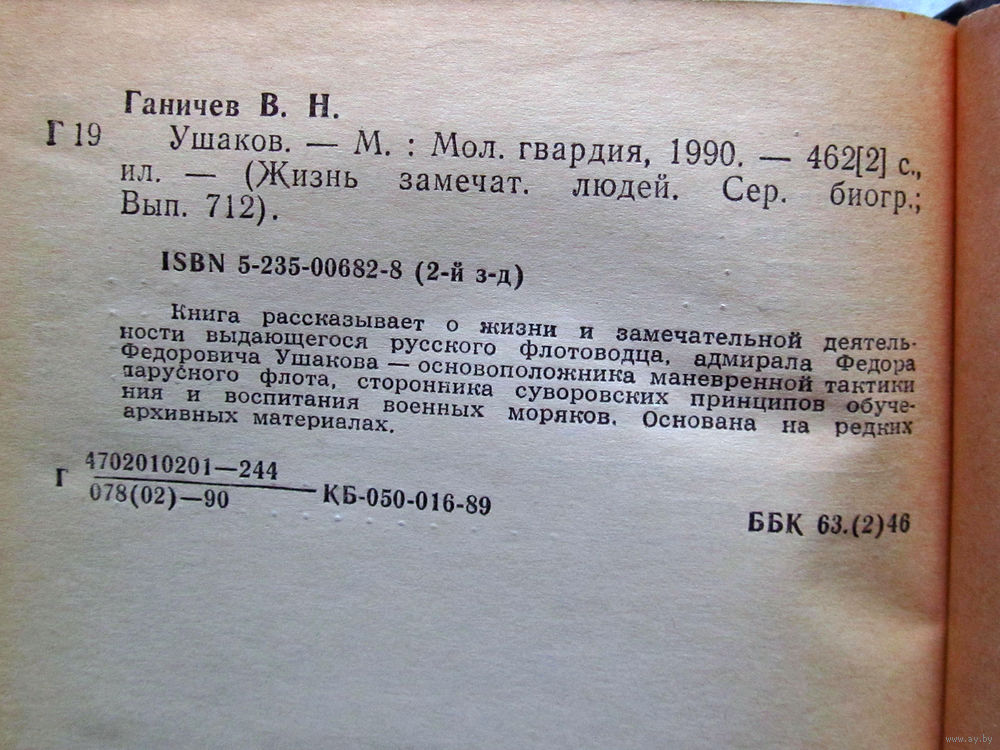 Ганичев В. Н.
Г 19 Ушаков. — М. : Мол. гвардия, 1990. — 462[2] с.,
ил. — (Жизнь замечат. людей. Сер. биогр.;
Вып. 712).
ISBN 5-235-00682-8 (2-й з-д)
Книга рассказывает о жизни и замечательной деятель-
ности выдающегося русского флотоводца, адмирала Федора
Федоровича Ушакова — основоположника маневренной тактики
парусного флота, сторонника суворовских принципов обуче-
ния и воспитания военных моряков. Основана на редких
архивных материалах.
Г 4702010201—244
078(02)—90 —КБ-050-016-89
ББК 63.(2)46
www.ay.by